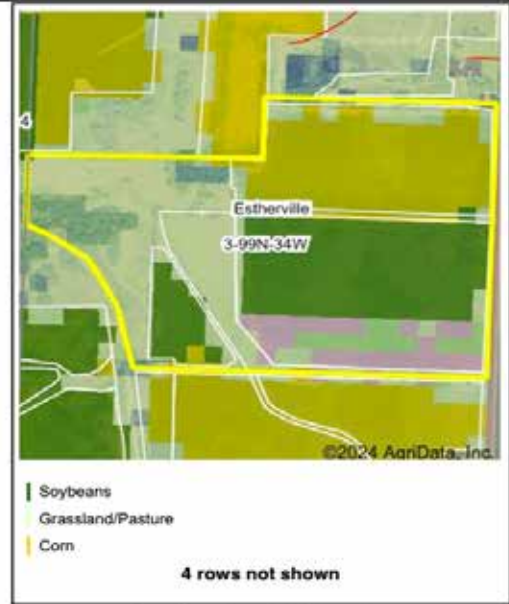 4
Estherville
3-99N-34W
©2024 AgriData, Inc.
Soybeans
Grassland/Pasture
Corn
4 rows not shown